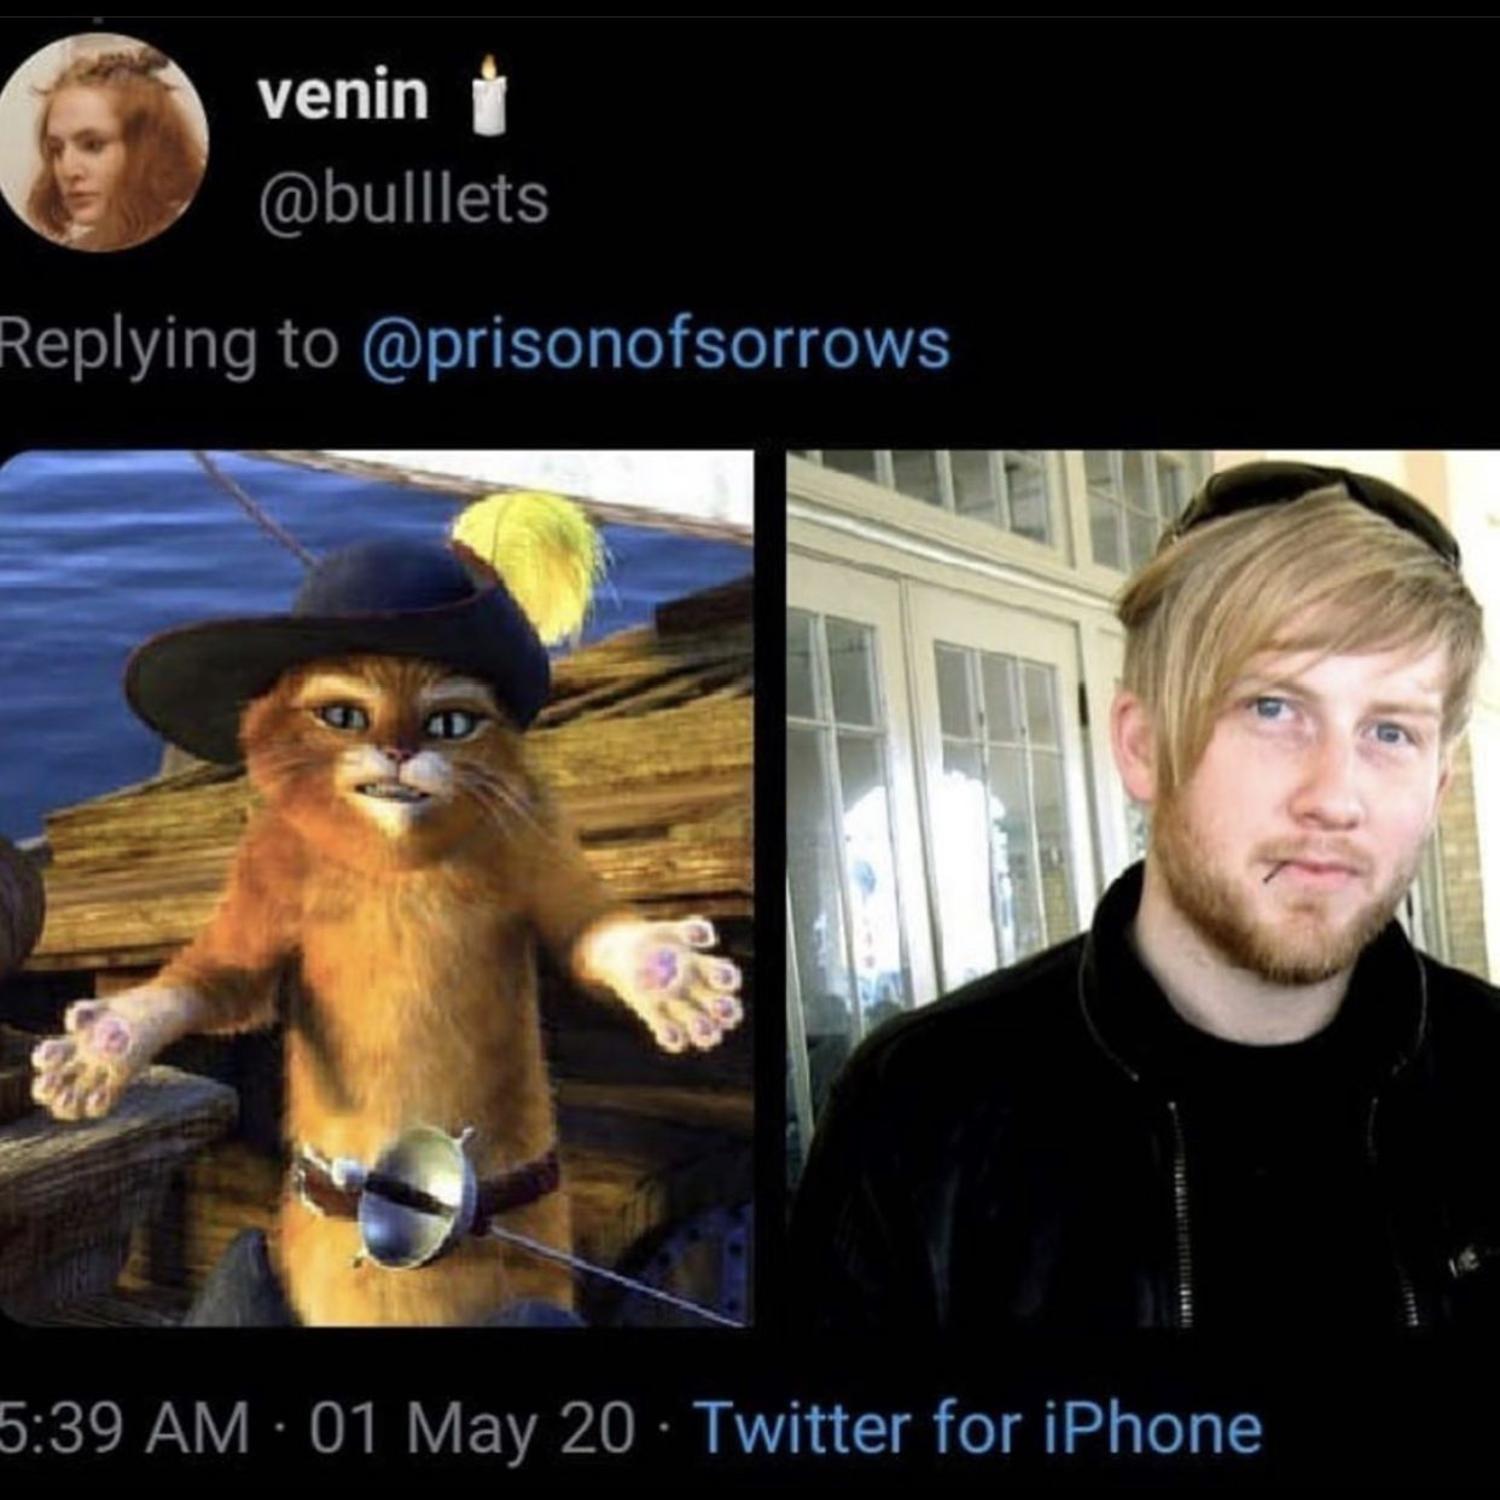 venin 🕯️
@bulllets
Replying to @prisonofsorrows
5:39 AM · 01 May 20 · Twitter for iPhone